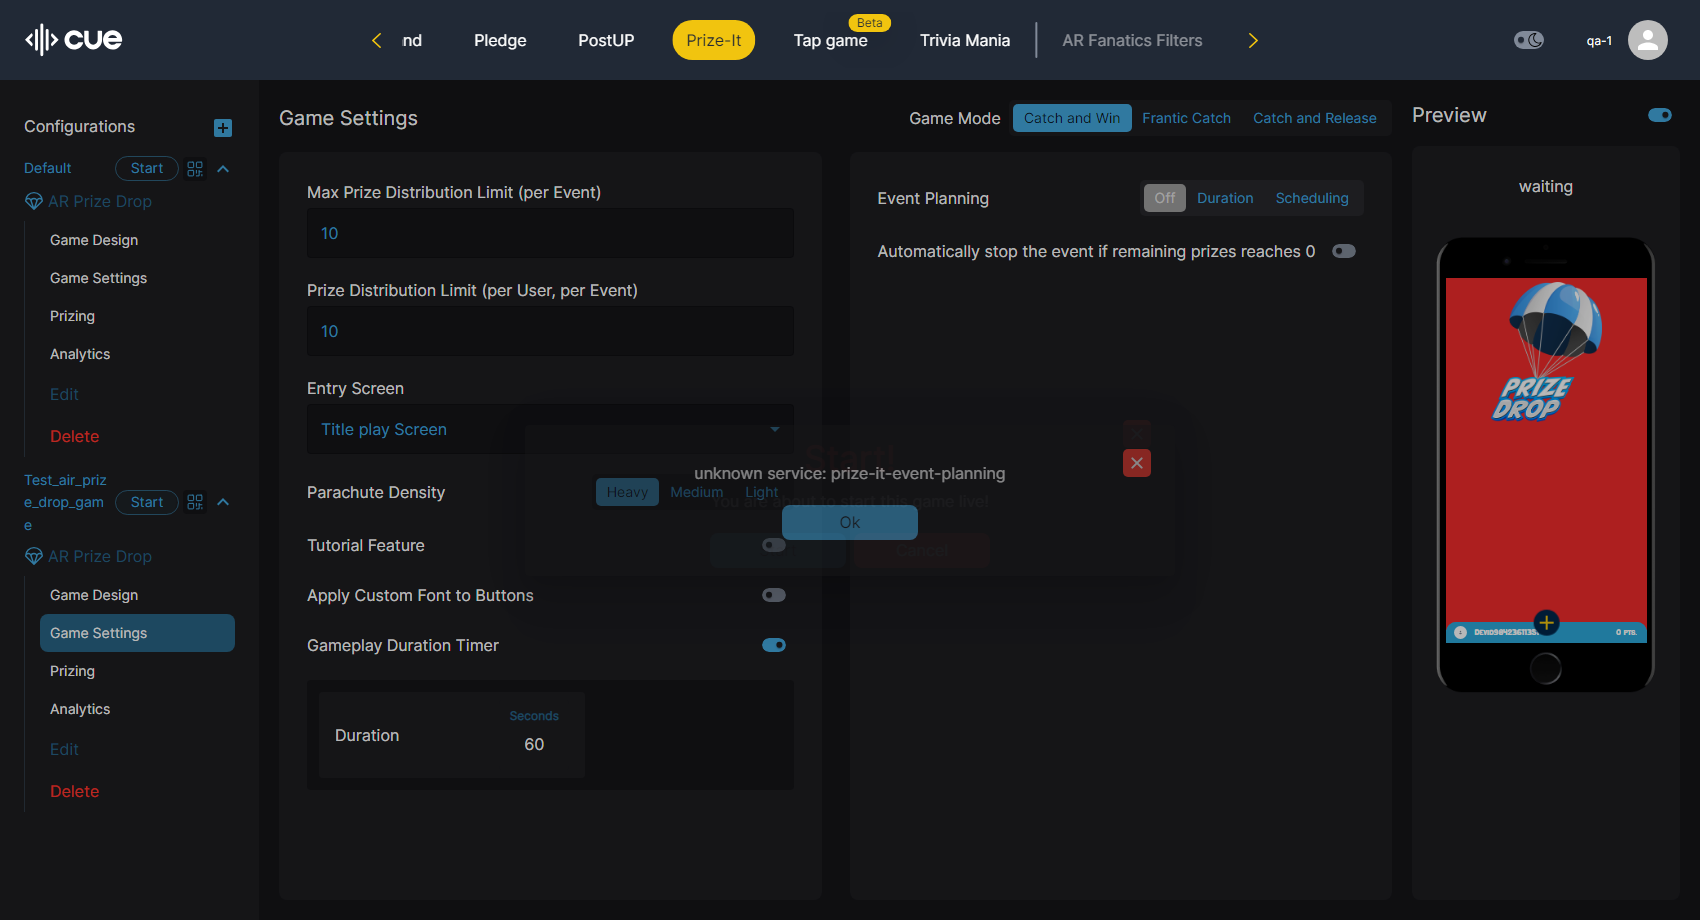 cue
nd
Pledge
PostUP
Prize-It
Beta
Tap game
Trivia Mania
AR Fanatics Filters
qa-1
Configurations
Default
Start
AR Prize Drop
Game Design
Game Settings
Prizing
Analytics
Edit
Delete
Test_air_priz
e_drop_gam
e
Start
AR Prize Drop
Game Design
Game Settings
Prizing
Analytics
Edit
Delete
Game Settings
Game Mode
Catch and Win
Frantic Catch
Catch and Release
Max Prize Distribution Limit (per Event)
10
Prize Distribution Limit (per User, per Event)
10
Entry Screen
Title play Screen
Parachute Density
Heavy
Medium
Light
Tutorial Feature
Apply Custom Font to Buttons
Gameplay Duration Timer
Duration
Seconds
60
Event Planning
Off
Duration
Scheduling
Automatically stop the event if remaining prizes reaches 0
Start!
unknown service: prize-it-event-planning
You are about to start this game live!
Ok
Cancel
Preview
waiting
PRIZE
DROP
0 PTS.